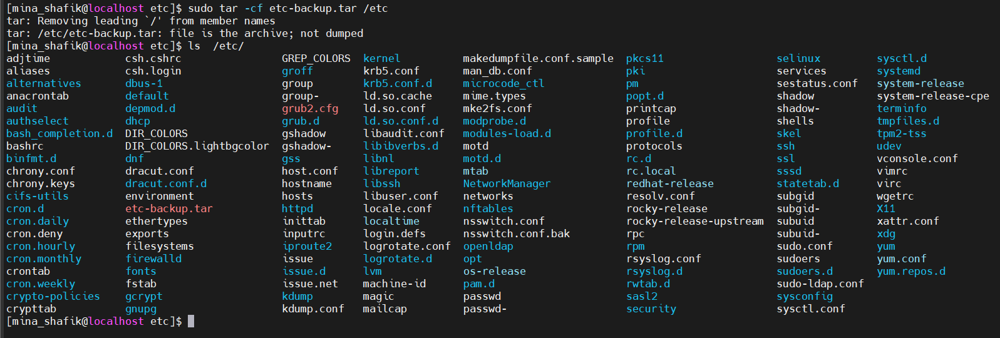 [mina_shafik@localhost etc]$ sudo tar -cf etc-backup.tar /etc
tar: Removing leading `/' from member names
tar: /etc/etc-backup.tar: file is the archive; not dumped
[mina_shafik@localhost etc]$ ls  /etc/
adjtime csh.cshrc GREP_COLORS kernel makedumpfile.conf.sample pkcs11 selinux sysctl.d
aliases csh.login groff krb5.conf man_db.conf pki services systemd
alternatives dbus-1 group krb5.conf.d microcode_ctl pm sestatus.conf system-release
anacrontab default group- ld.so.cache mime.types popt.d shadow system-release-cpe
audit depmod.d grub2.cfg ld.so.conf mke2fs.conf printcap shadow- terminfo
authselect dhcp grub.d ld.so.conf.d modprobe.d profile shells tmpfiles.d
bash_completion.d DIR_COLORS gshadow libaudit.conf modules-load.d profile.d skel tpm2-tss
bashrc DIR_COLORS.lightbgcolor gshadow- libibverbs.d motd protocols ssh udev
binfmt.d dnf gss libnl motd.d rc.d ssl vconsole.conf
chrony.conf dracut.conf host.conf libreport mtab rc.local sssd vimrc
chrony.keys dracut.conf.d hostname libssh NetworkManager redhat-release statetab.d virc
cifs-utils environment hosts libuser.conf networks resolv.conf subgid wgetrc
cron.d etc-backup.tar httpd locale.conf nftables rocky-release subgid- X11
cron.daily ethertypes inittab localtime nsswitch.conf rocky-release-upstream subuid xattr.conf
cron.deny exports inputrc login.defs nsswitch.conf.bak rpc subuid- xdg
cron.hourly filesystems iproute2 logrotate.conf openldap rpm sudo.conf yum
cron.monthly firewalld issue logrotate.d opt rsyslog.conf sudoers yum.conf
crontab fonts issue.d lvm os-release rsyslog.d sudoers.d yum.repos.d
cron.weekly fstab issue.net machine-id pam.d rwtab.d sudo-ldap.conf
crypto-policies gcrypt kdump magic passwd sasl2 sysconfig
crypttab gnupg kdump.conf mailcap passwd- security sysctl.conf
[mina_shafik@localhost etc]$